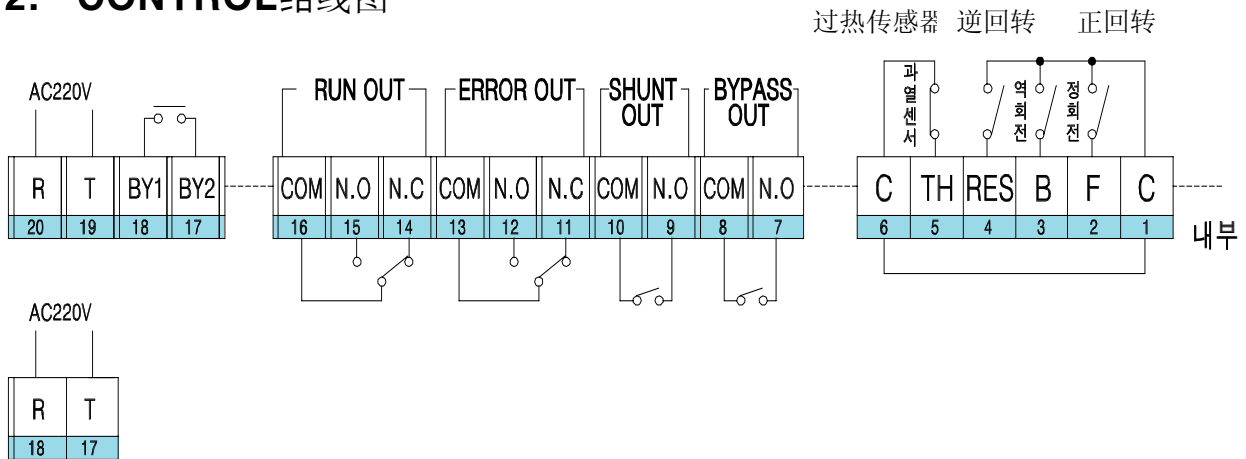 2. CONTROL结线图
过热传感器 逆回转 正回转
AC220V
RUN OUT
ERROR OUT
SHUNT OUT
BYPASS OUT
과열센서
역회전
정회전
R T BY1 BY2 COM N.O N.C COM N.O N.C COM N.O COM N.O C TH RES B F C
20 19 18 17 16 15 14 13 12 11 10 9 8 7 6 5 4 3 2 1
내부
AC220V
R T
18 17